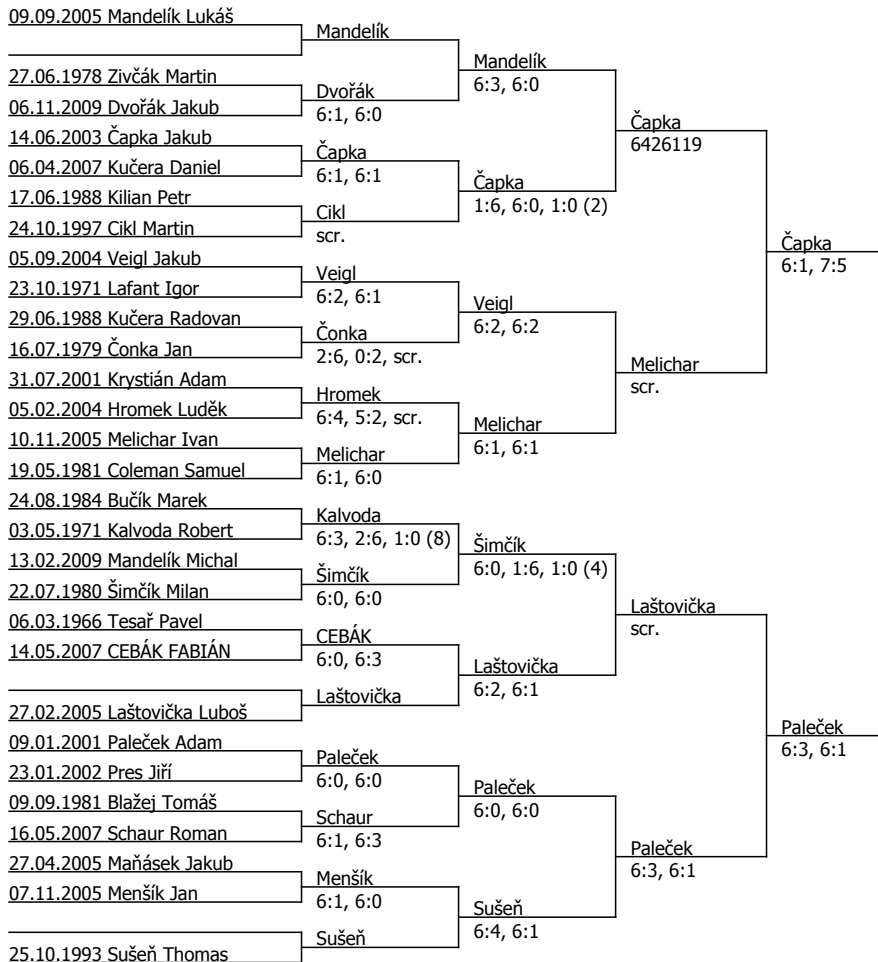 09.09.2005 Mandelík Lukáš
27.06.1978 Zivčák Martin
06.11.2009 Dvořák Jakub
14.06.2003 Čapka Jakub
06.04.2007 Kučera Daniel
17.06.1988 Kilian Petr
24.10.1997 Cikl Martin
05.09.2004 Veigl Jakub
23.10.1971 Lafant Igor
29.06.1988 Kučera Radovan
16.07.1979 Čonka Jan
31.07.2001 Krystián Adam
05.02.2004 Hromek Luděk
10.11.2005 Melichar Ivan
19.05.1981 Coleman Samuel
24.08.1984 Bučík Marek
03.05.1971 Kalvoda Robert
13.02.2009 Mandelík Michal
22.07.1980 Šimčík Milan
06.03.1966 Tesař Pavel
14.05.2007 CEBÁK FABIÁN
27.02.2005 Laštovička Luboš
09.01.2001 Paleček Adam
23.01.2002 Pres Jiří
09.09.1981 Blažej Tomáš
16.05.2007 Schaur Roman
27.04.2005 Maňásek Jakub
07.11.2005 Menšík Jan
25.10.1993 Sušeň Thomas
Mandelík
Dvořák
6:1, 6:0
Čapka
6:1, 6:1
Cikl
scr.
Veigl
6:2, 6:1
Čonka
2:6, 0:2, scr.
Hromek
6:4, 5:2, scr.
Melichar
6:1, 6:0
Kalvoda
6:3, 2:6, 1:0 (8)
Šimčík
6:0, 6:0
CEBÁK
6:0, 6:3
Laštovička
Paleček
6:0, 6:0
Schaur
6:1, 6:3
Menšík
6:1, 6:0
Sušeň
Mandelík
6:3, 6:0
Čapka
1:6, 6:0, 1:0 (2)
Veigl
6:2, 6:2
Melichar
6:1, 6:1
Šimčík
6:0, 1:6, 1:0 (4)
Laštovička
6:2, 6:1
Paleček
6:0, 6:0
Sušeň
6:4, 6:1
Čapka
6426119
Melichar
scr.
Laštovička
scr.
Paleček
6:3, 6:1
Čapka
6:1, 7:5
Paleček
6:3, 6:1